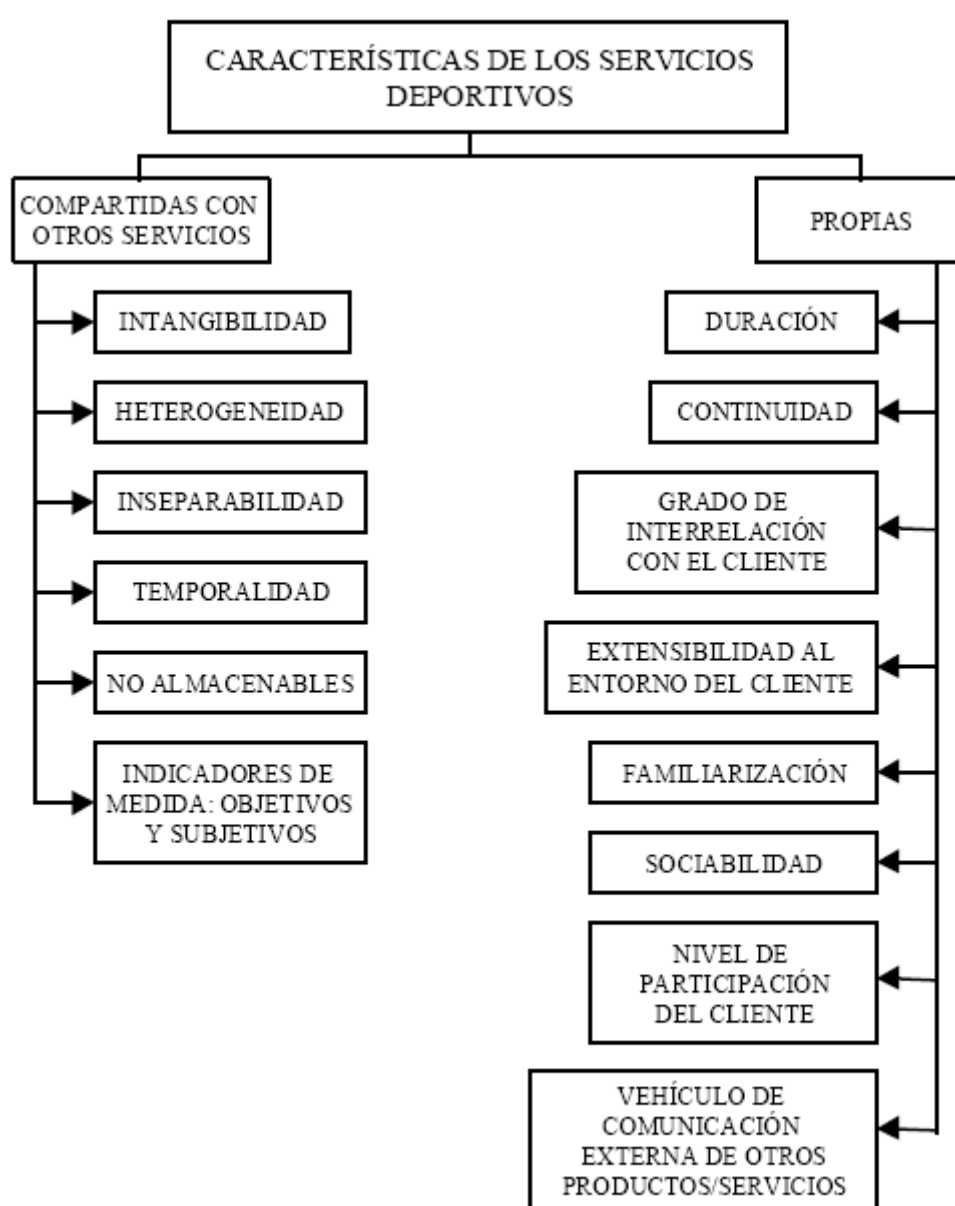 CARACTERÍSTICAS DE LOS SERVICIOS
DEPORTIVOS
COMPARTIDAS CON
OTROS SERVICIOS
INTANGIBILIDAD
HETEROGENEIDAD
INSEPARABILIDAD
TEMPORALIDAD
NO ALMACENABLES
INDICADORES DE
MEDIDA: OBJETIVOS
Y SUBJETIVOS
PROPIAS
DURACIÓN
CONTINUIDAD
GRADO DE
INTERRELACIÓN
CON EL CLIENTE
EXTENSIBILIDAD AL
ENTORNO DEL CLIENTE
FAMILIARIZACIÓN
SOCIABILIDAD
NIVEL DE
PARTICIPACIÓN
DEL CLIENTE
VEHÍCULO DE
COMUNICACIÓN
EXTERNA DE OTROS
PRODUCTOS/SERVICIOS